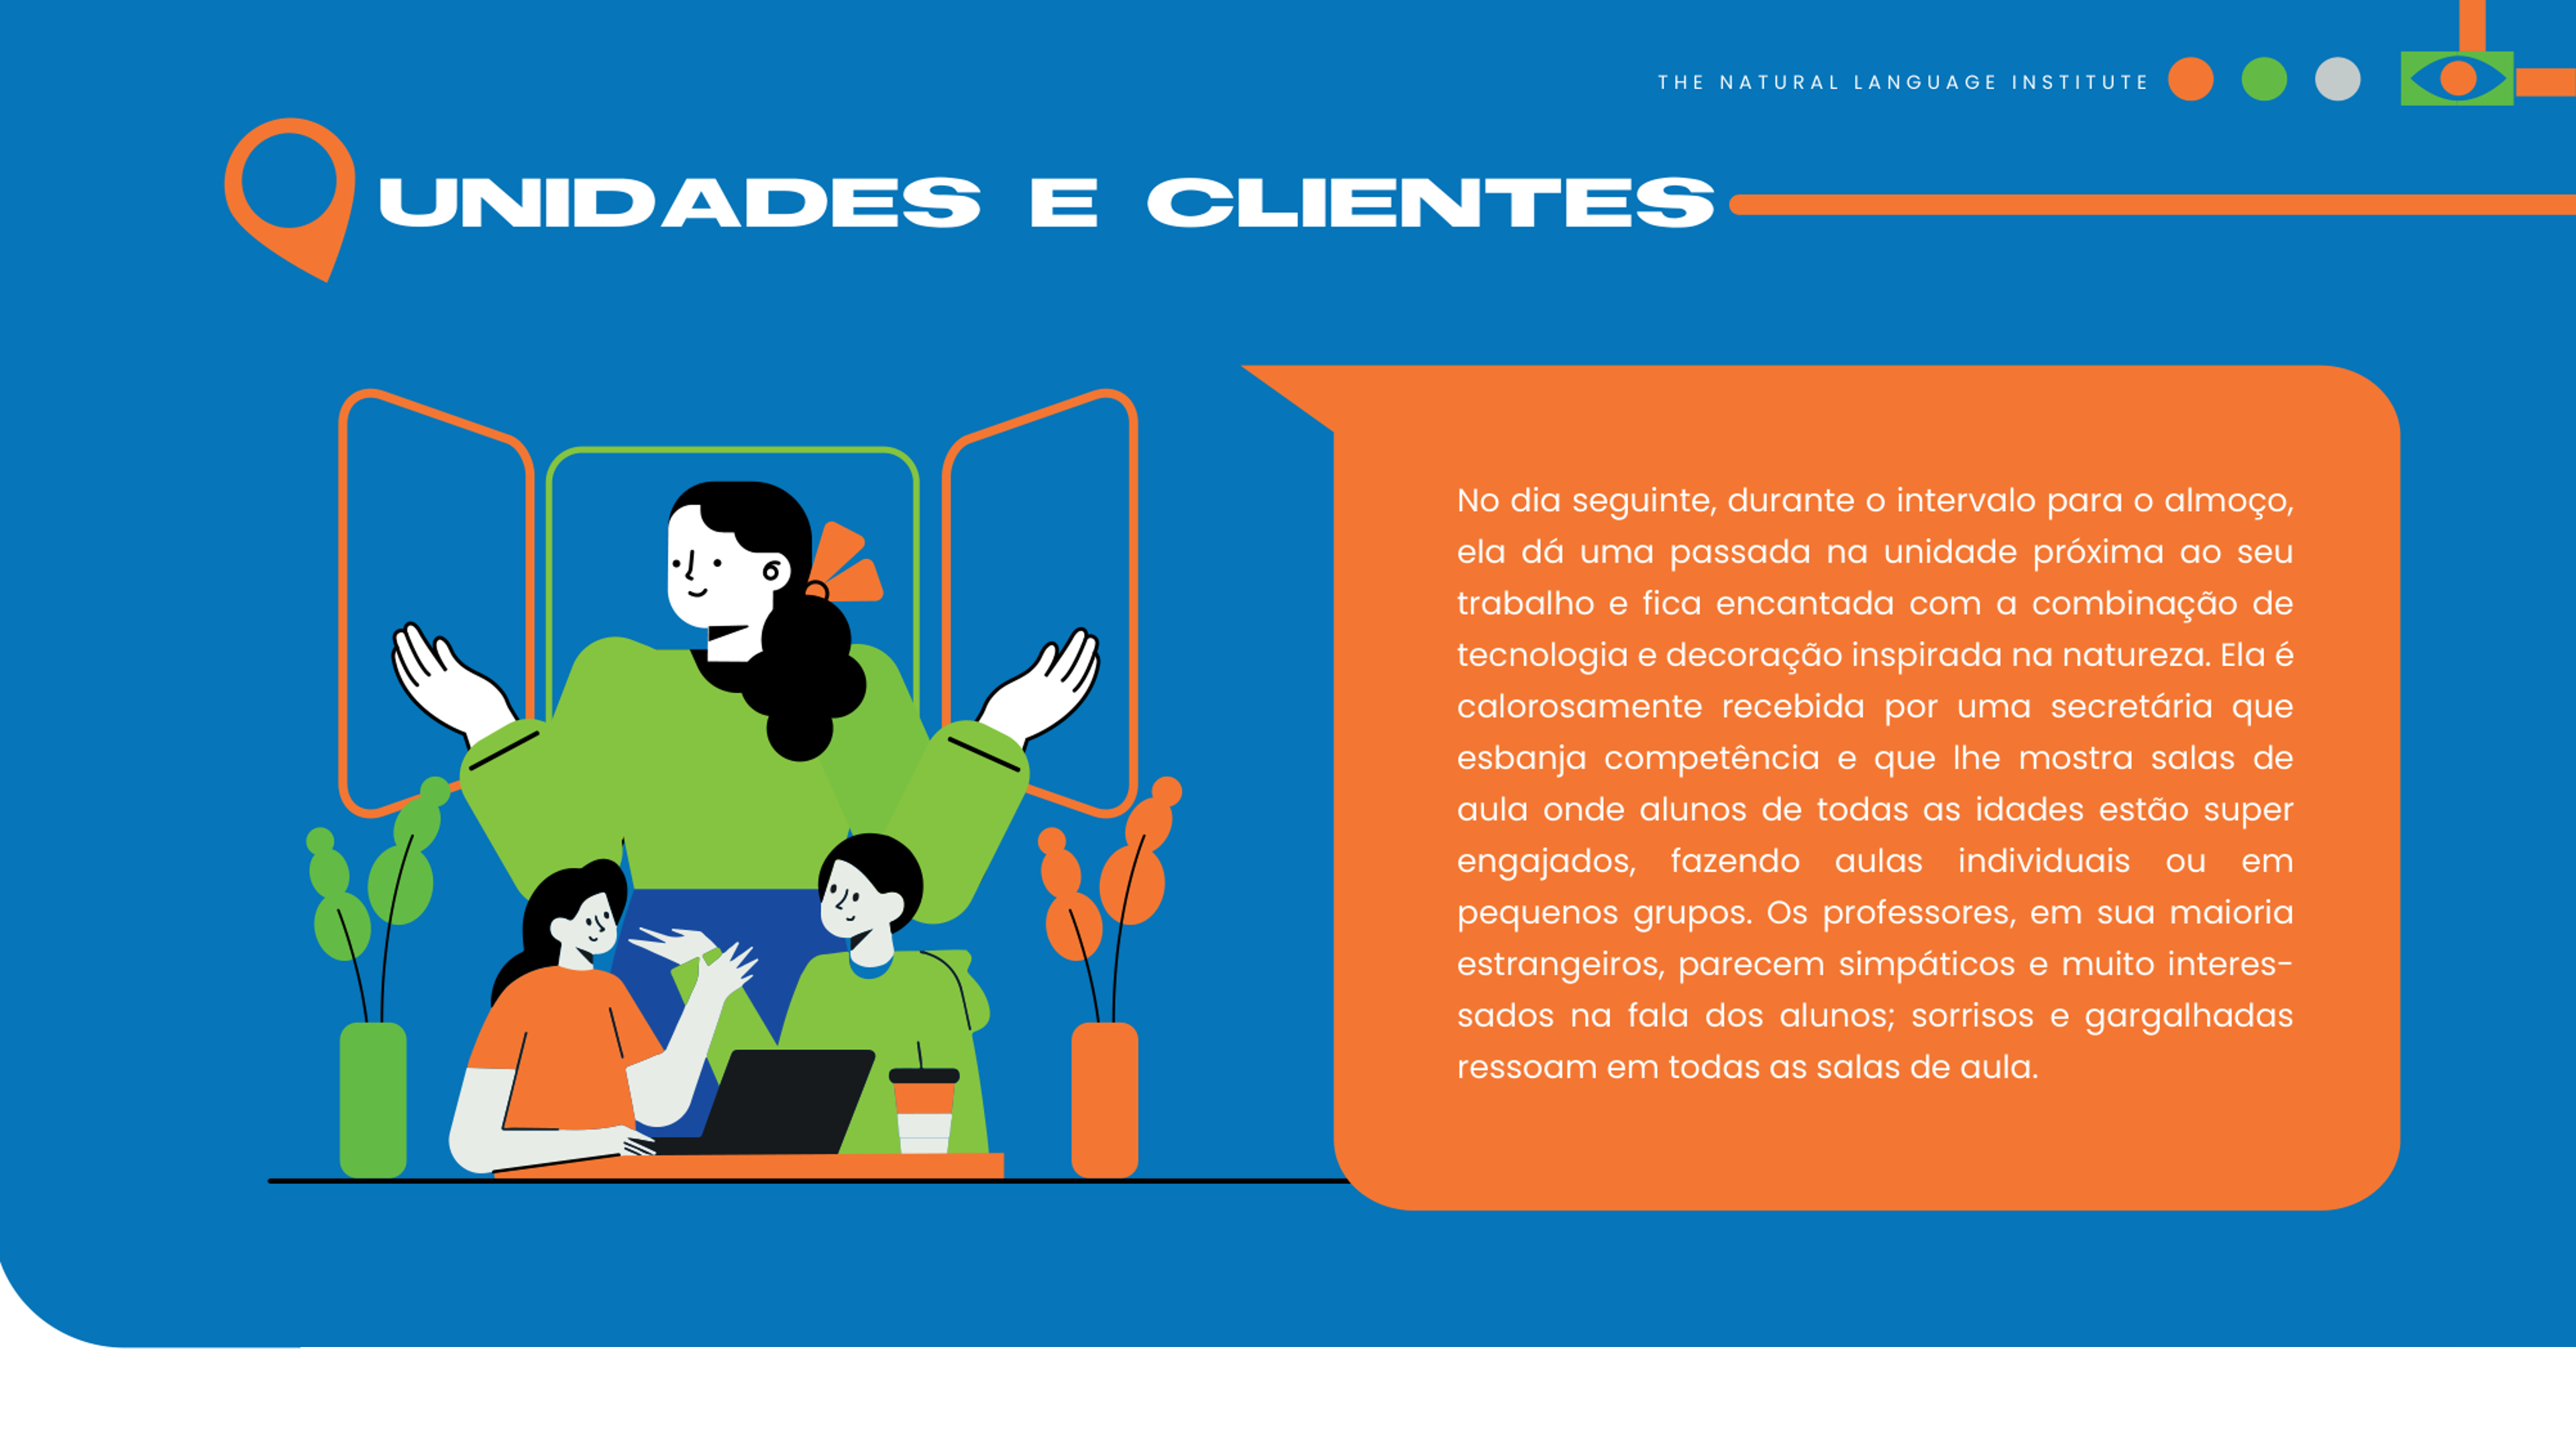 THE NATURAL LANGUAGE INSTITUTE
UNIDADES E CLIENTES
No dia seguinte, durante o intervalo para o almoço,
ela dá uma passada na unidade próxima ao seu
trabalho e fica encantada com a combinação de
tecnologia e decoração inspirada na natureza. Ela é
calorosamente recebida por uma secretária que
esbanja competência e que lhe mostra salas de
aula onde alunos de todas as idades estão super
engajados, fazendo aulas individuais ou em
pequenos grupos. Os professores, em sua maioria
estrangeiros, parecem simpáticos e muito interes-
sados na fala dos alunos; sorrisos e gargalhadas
ressoam em todas as salas de aula.